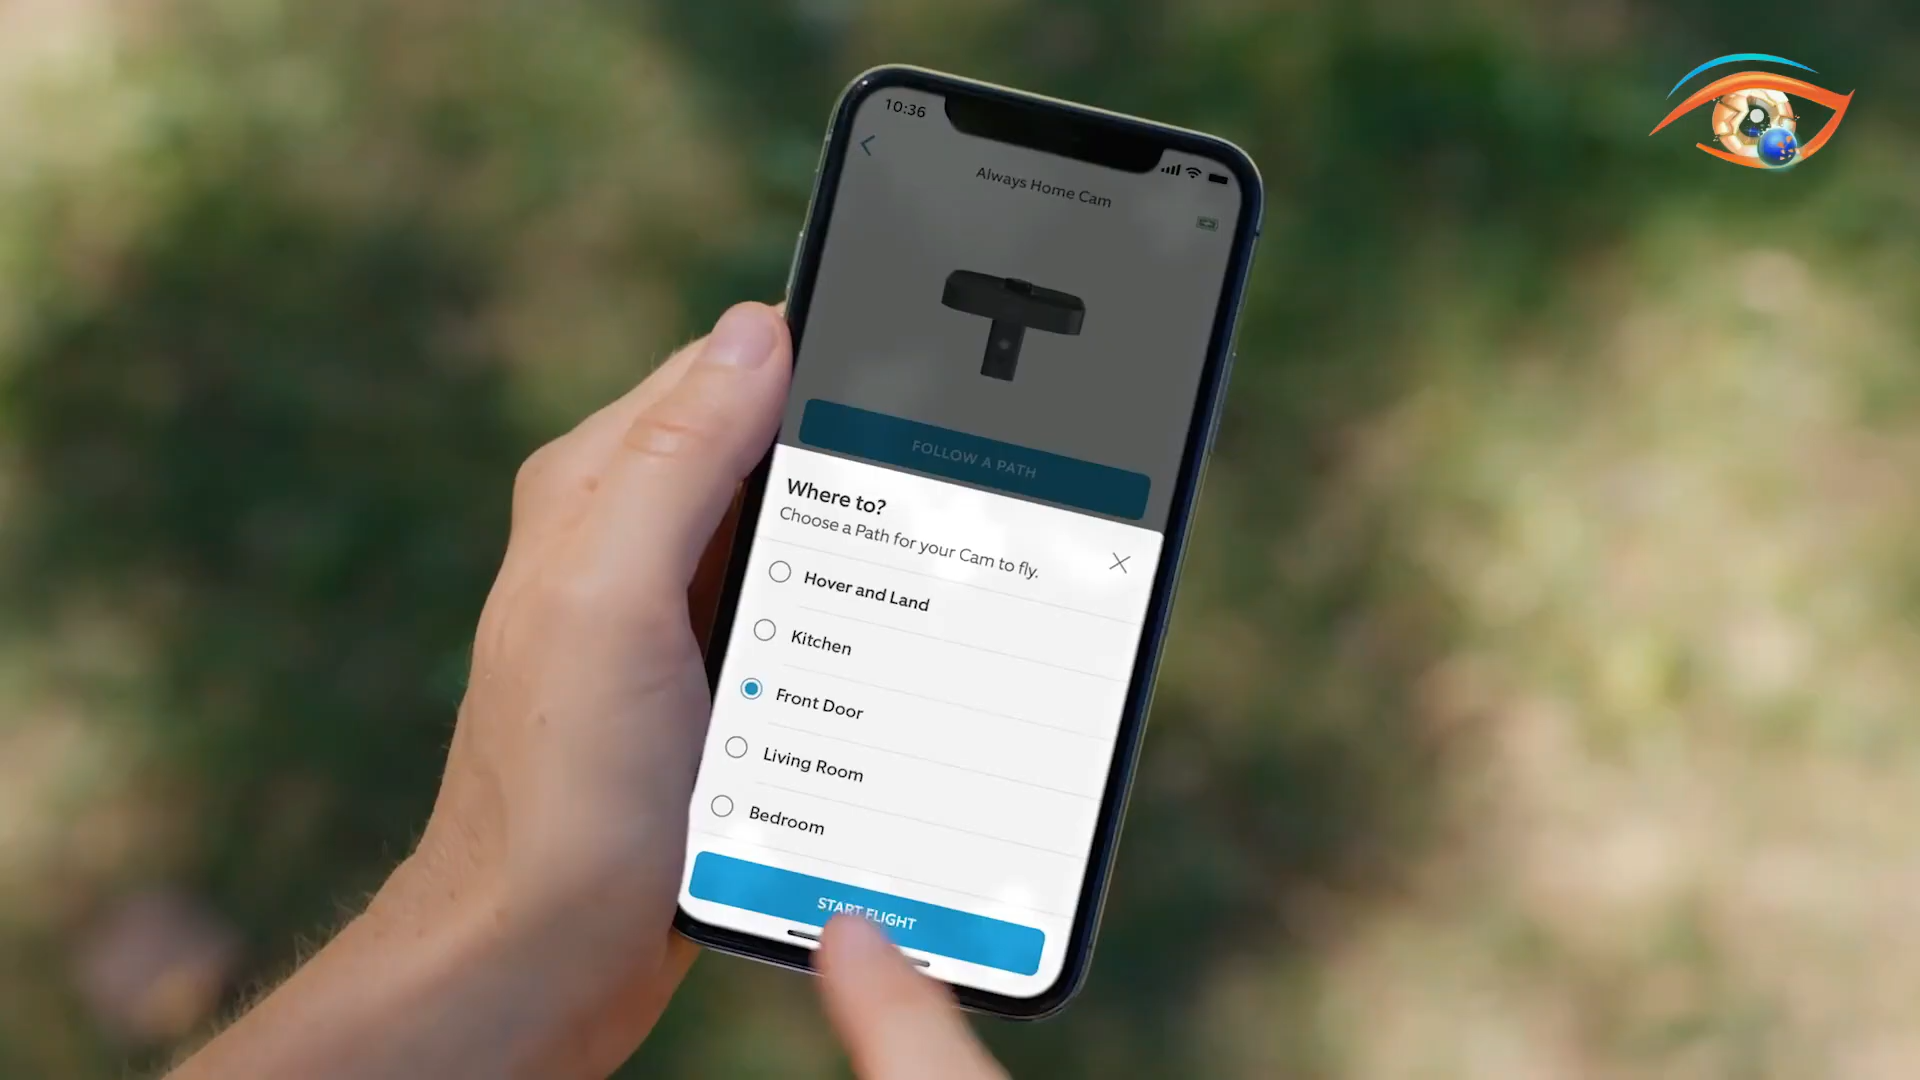 10:36
Always Home Cam
FOLLOW A PATH
Where to?
Choose a Path for your Cam to fly.
Hover and Land
Kitchen
Front Door
Living Room
Bedroom
START FLIGHT